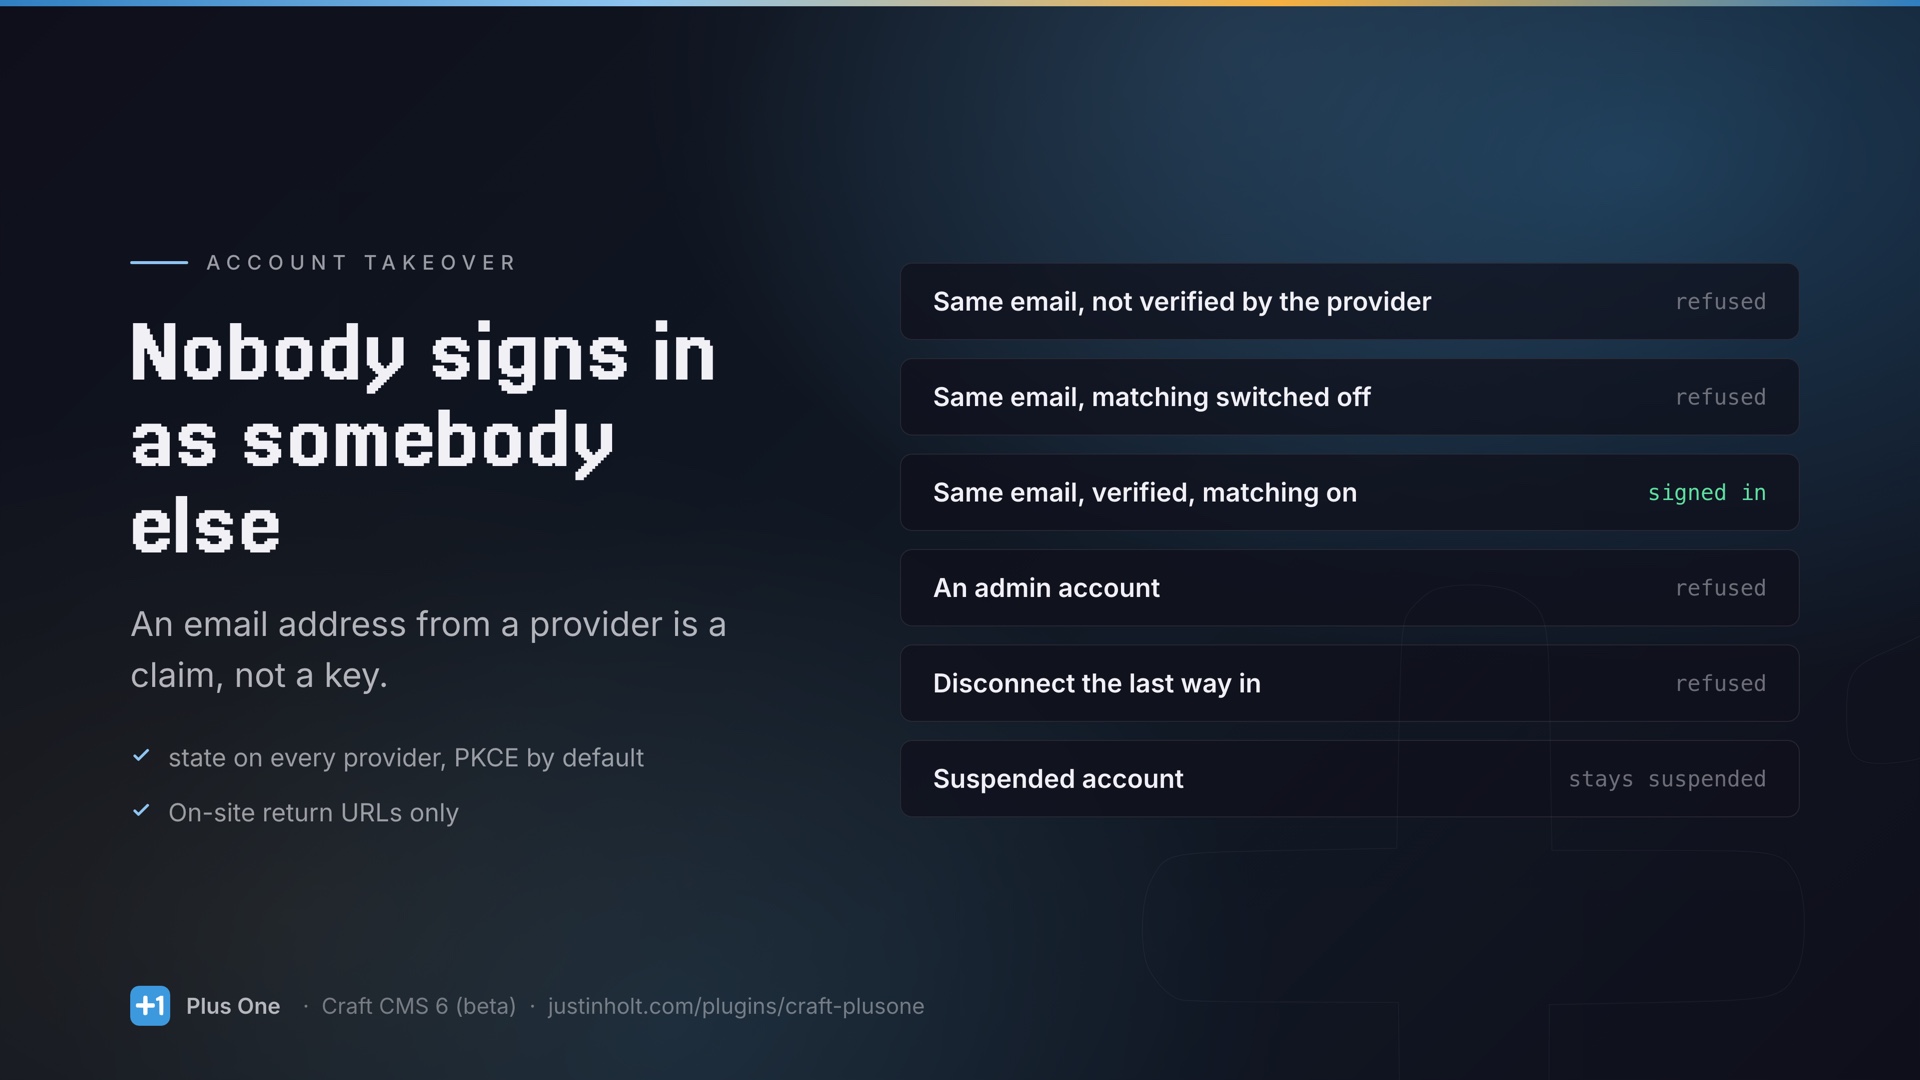 ACCOUNT TAKEOVER
Nobody signs in
as somebody
else
An email address from a provider is a
claim, not a key.
state on every provider, PKCE by default
On-site return URLs only
Same email, not verified by the provider refused
Same email, matching switched off refused
Same email, verified, matching on signed in
An admin account refused
Disconnect the last way in refused
Suspended account stays suspended
+1 Plus One · Craft CMS 6 (beta) · justinholt.com/plugins/craft-plusone